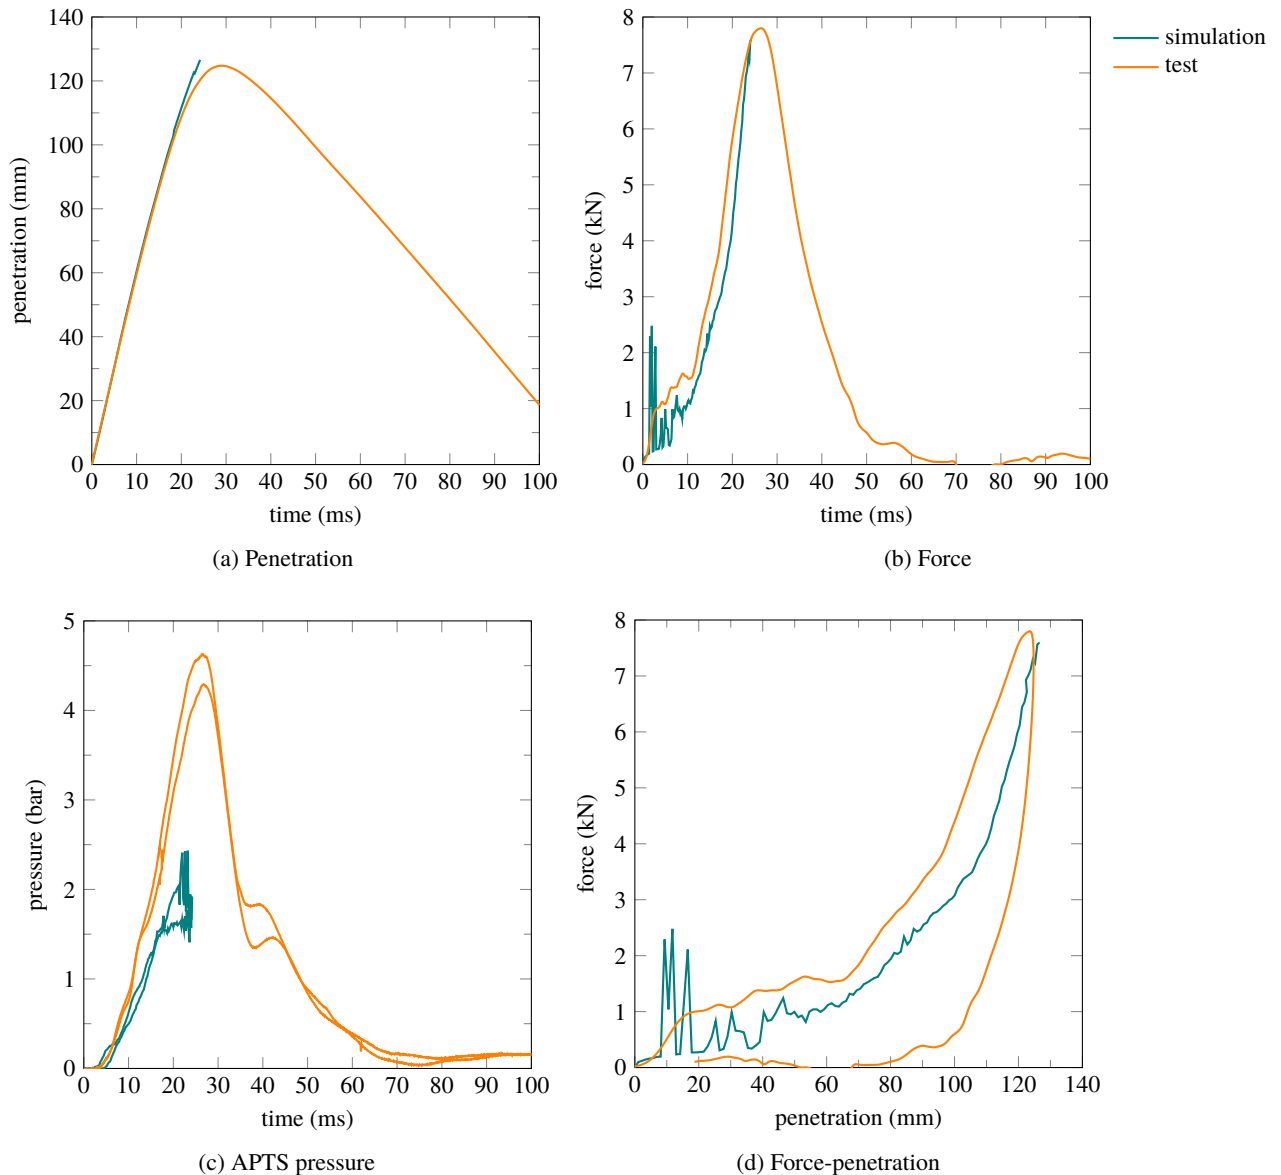 140
120
100
80
60
40
20
0
penetration (mm)
0 10 20 30 40 50 60 70 80 90 100
time (ms)
(a) Penetration
8
7
6
5
4
3
2
1
0
force (kN)
0 10 20 30 40 50 60 70 80 90 100
time (ms)
(b) Force
simulation
test
5
4
3
2
1
0
pressure (bar)
0 10 20 30 40 50 60 70 80 90 100
time (ms)
(c) APTS pressure
8
7
6
5
4
3
2
1
0
force (kN)
0 20 40 60 80 100 120 140
penetration (mm)
(d) Force-penetration